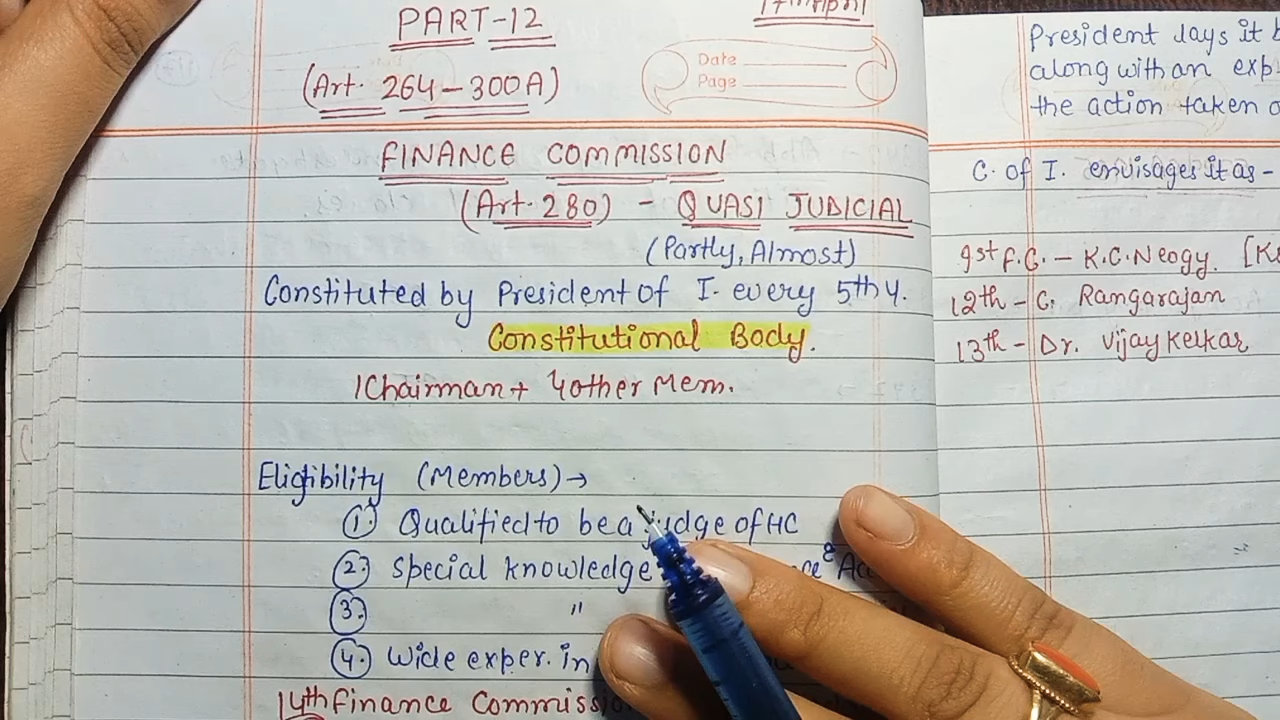 PART-12
(Art. 264-300A)
Date
Page
FINANCE COMMISSION
(Art. 280) - QUASI JUDICIAL
(Partly, Almost)
Constituted by President of I. every 5th y.
Constitutional Body.
1 Chairman + 4 other Mem.
Eligibility (Members) →
1. Qualified to be a judge of HC
2. Special knowledge
3. "
4. Wide exper. in
14th Finance
President lays it
along with an
the action taken
C. of I. envisages it as -
1st F.C. - K.C. Neogy.
12th - C. Rangarajan
13th - Dr. Vijay Kelkar